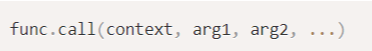 func.call(context, arg1, arg2, ...)